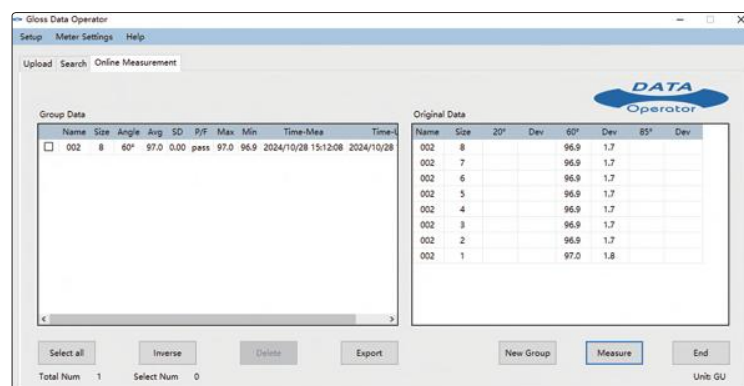 Gloss Data Operator
Setup Meter Settings Help
Upload Search Online Measurement
DATA
Operator
Group Data
Name Size Angle Avg SD P/F Max Min Time-Mea Time-U
002 8 60° 97.0 0.00 pass 97.0 96.9 2024/10/28 15:12:08 2024/10/28
Original Data
Name Size 20° Dev 60° Dev 85° Dev
002 8 96.9 1.7
002 7 96.9 1.7
002 6 96.9 1.7
002 5 96.9 1.7
002 4 96.9 1.7
002 3 96.9 1.7
002 2 96.9 1.7
002 1 97.0 1.8
Select all Inverse Delete Export New Group Measure End
Total Num 1 Select Num 0 Unit: GU